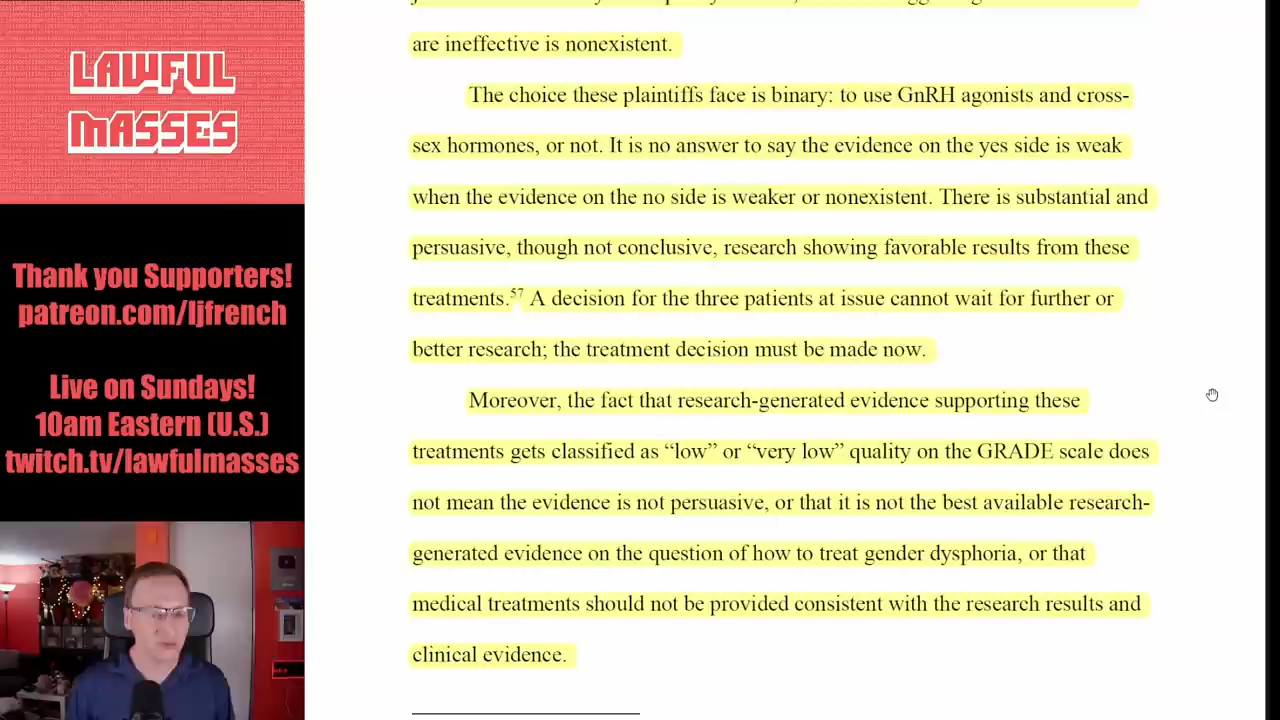 LAWFUL
MASSES
Thank you Supporters!
patreon.com/ljfrench
Live on Sundays!
10am Eastern (U.S.)
twitch.tv/lawfulmasses
are ineffective is nonexistent.
The choice these plaintiffs face is binary: to use GnRH agonists and cross-
sex hormones, or not. It is no answer to say the evidence on the yes side is weak
when the evidence on the no side is weaker or nonexistent. There is substantial and
persuasive, though not conclusive, research showing favorable results from these
treatments.57 A decision for the three patients at issue cannot wait for further or
better research; the treatment decision must be made now.
Moreover, the fact that research-generated evidence supporting these
treatments gets classified as “low” or “very low” quality on the GRADE scale does
not mean the evidence is not persuasive, or that it is not the best available research-
generated evidence on the question of how to treat gender dysphoria, or that
medical treatments should not be provided consistent with the research results and
clinical evidence.